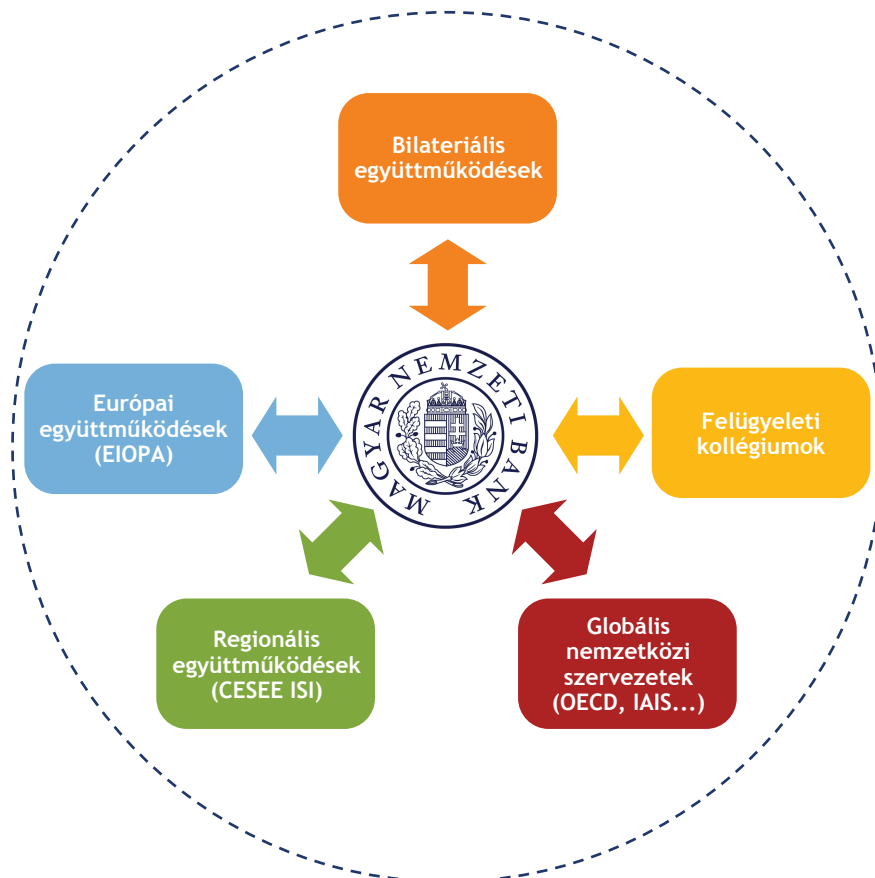 Bilateriális
együttműködések
MAGYAR NEMZETI BANK
Európai
együttműködések
(EIOPA)
Felügyeleti
kollégiumok
Regionális
együttműködések
(CESEE ISI)
Globális
nemzetközi
szervezetek
(OECD, IAIS...)